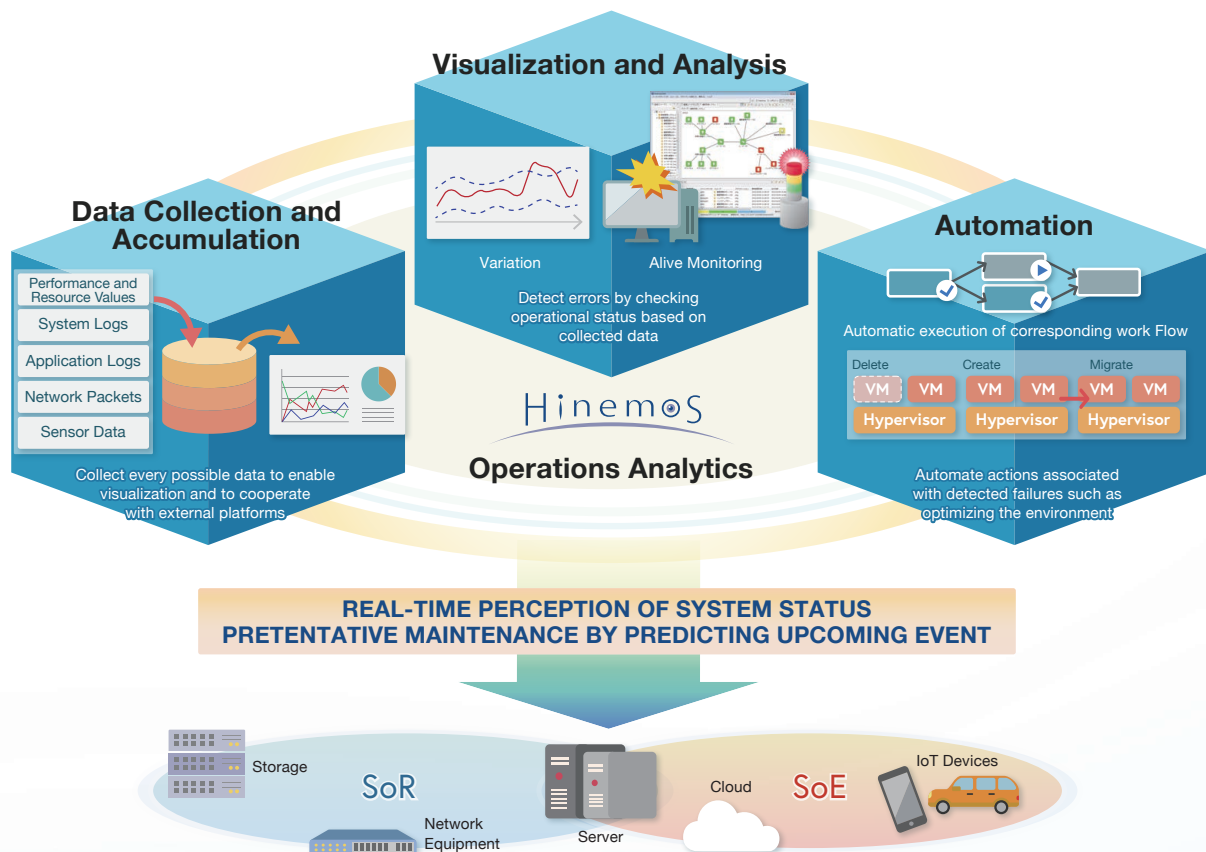 Visualization and Analysis
Variation
Alive Monitoring
Detect errors by checking
operational status based on
collected data
Data Collection and
Accumulation
Performance and
Resource Values
System Logs
Application Logs
Network Packets
Sensor Data
Collect every possible data to enable
visualization and to cooperate
with external platforms
Automation
Automatic execution of corresponding work Flow
Delete
Create
Migrate
VM
VM
VM
VM
VM
VM
Hypervisor
Hypervisor
Hypervisor
Automate actions associated
with detected failures such as
optimizing the environment
Hinemos
Operations Analytics
REAL-TIME PERCEPTION OF SYSTEM STATUS
PRETENTATIVE MAINTENANCE BY PREDICTING UPCOMING EVENT
Storage
SoR
Network
Equipment
Server
Cloud
SoE
IoT Devices